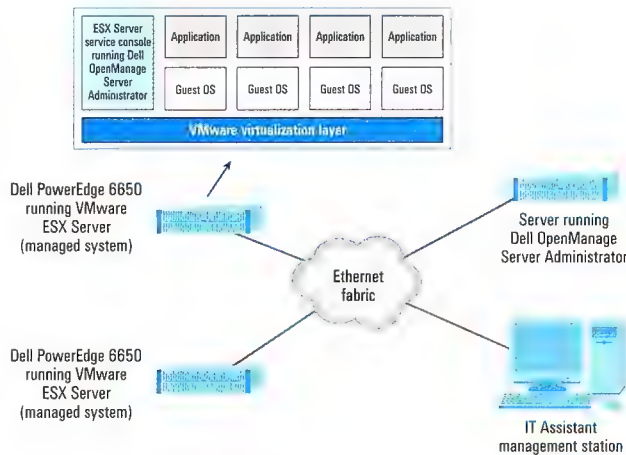 ESX Server
service console
running Dell
OpenManage
Server
Administrator
Application
Application
Application
Application
Guest OS
Guest OS
Guest OS
Guest OS
VMware virtualization layer
Dell PowerEdge 6650
running VMware
ESX Server
(managed system)
Server running
Dell OpenManage
Server Administrator
Ethernet
fabric
Dell PowerEdge 6650
running VMware
ESX Server
(managed system)
IT Assistant
management station